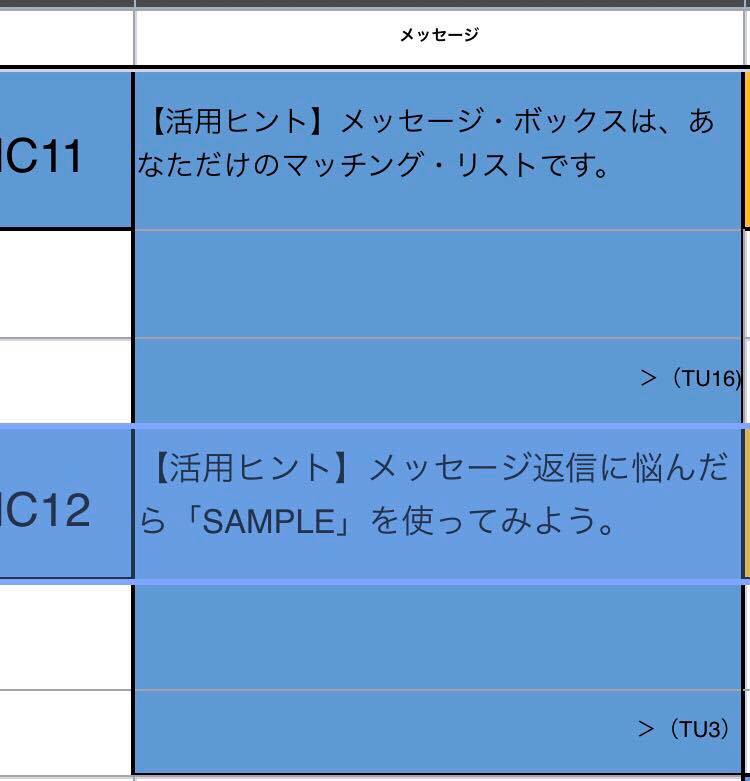 メッセージ
IC11
【活用ヒント】メッセージ・ボックスは、あ
なただけのマッチング・リストです。
＞（TU16)
IC12
【活用ヒント】メッセージ返信に悩んだ
ら「SAMPLE」を使ってみよう。
＞（TU3）